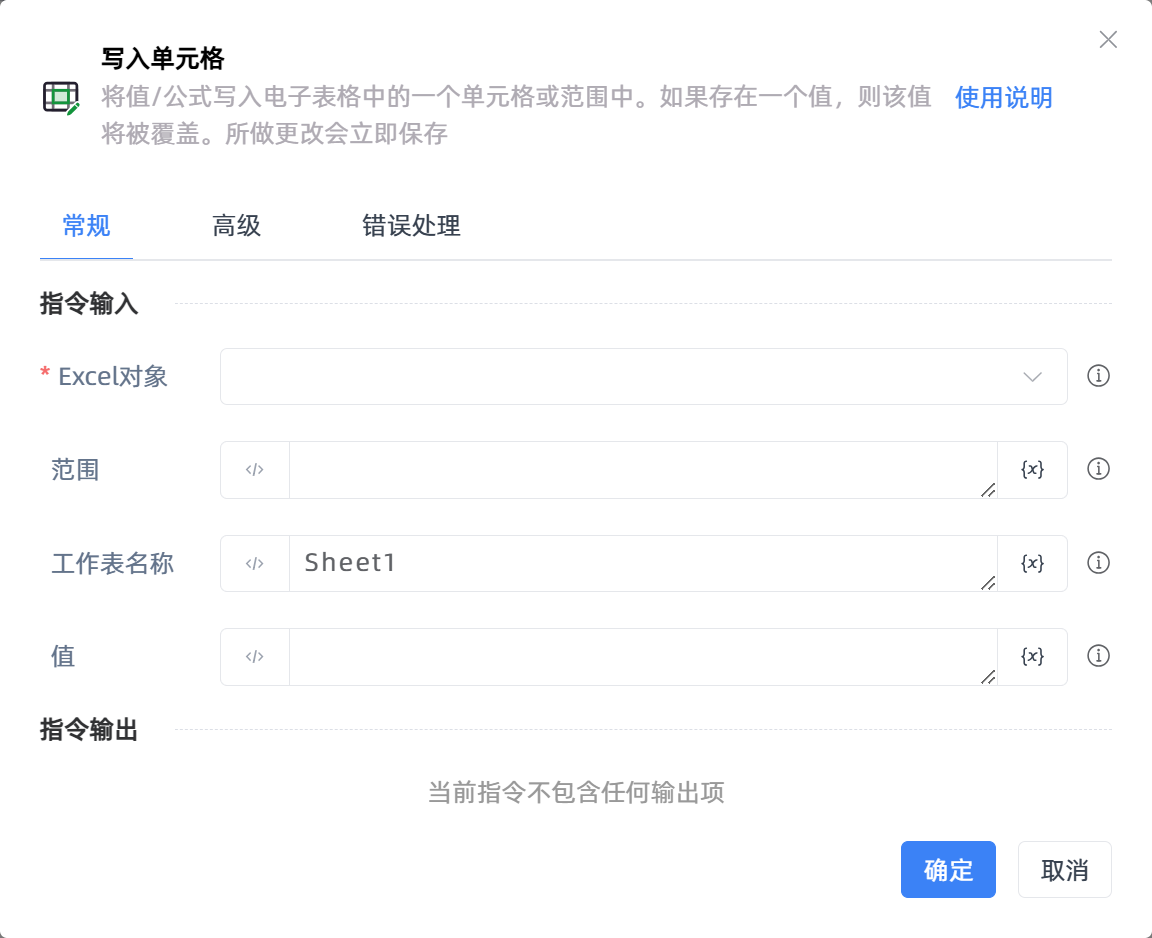 写入单元格
将值/公式写入电子表格中的一个单元格或范围中。如果存在一个值，则该值 使用说明
将被覆盖。所做更改会立即保存
常规 高级 错误处理
指令输入
* Excel对象
范围 </> {x}
工作表名称 </> Sheet1 {x}
值 </> {x}
指令输出
当前指令不包含任何输出项
确定 取消